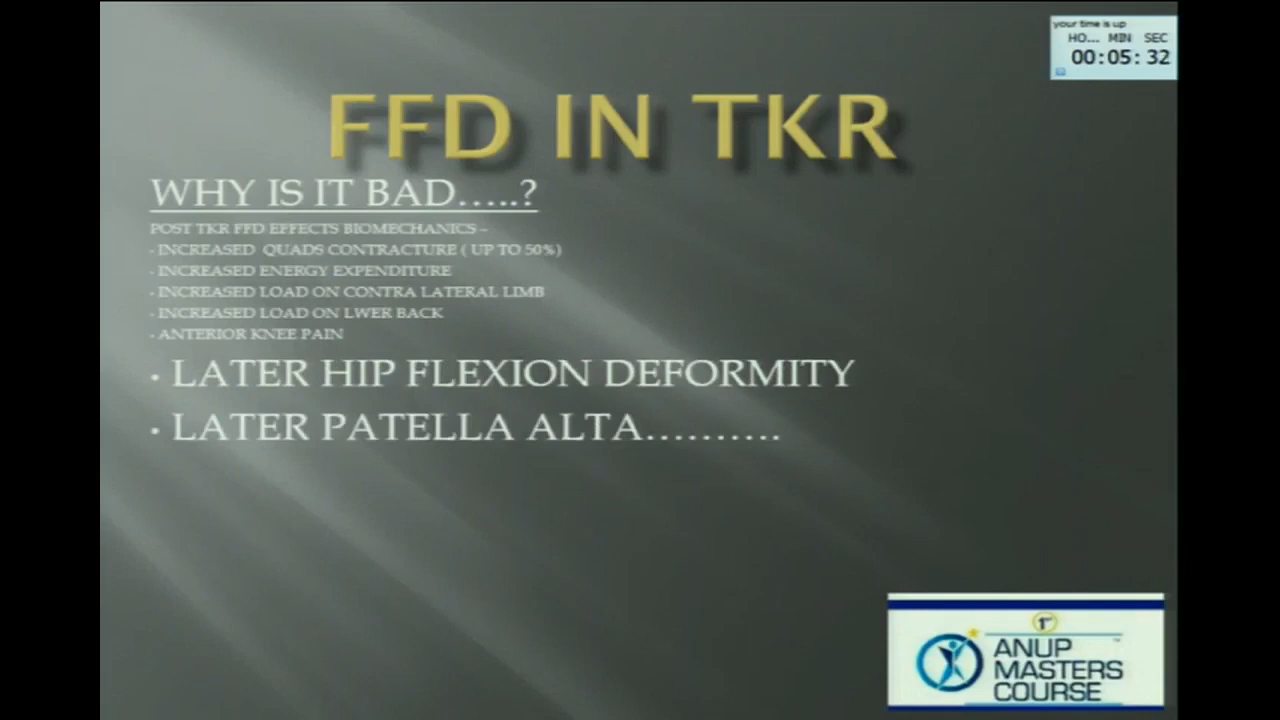 your time is up
HO... MIN SEC
00:05:32
FFD IN TKR
WHY IS IT BAD.....?
POST TKR FFD EFFECTS BIOMECHANICS –
- INCREASED QUADS CONTRACTURE ( UP TO 50%)
- INCREASED ENERGY EXPENDITURE
- INCREASED LOAD ON CONTRA LATERAL LIMB
- INCREASED LOAD ON LWER BACK
- ANTERIOR KNEE PAIN
• LATER HIP FLEXION DEFORMITY
• LATER PATELLA ALTA..........
1st
ANUP
MASTERS
COURSE